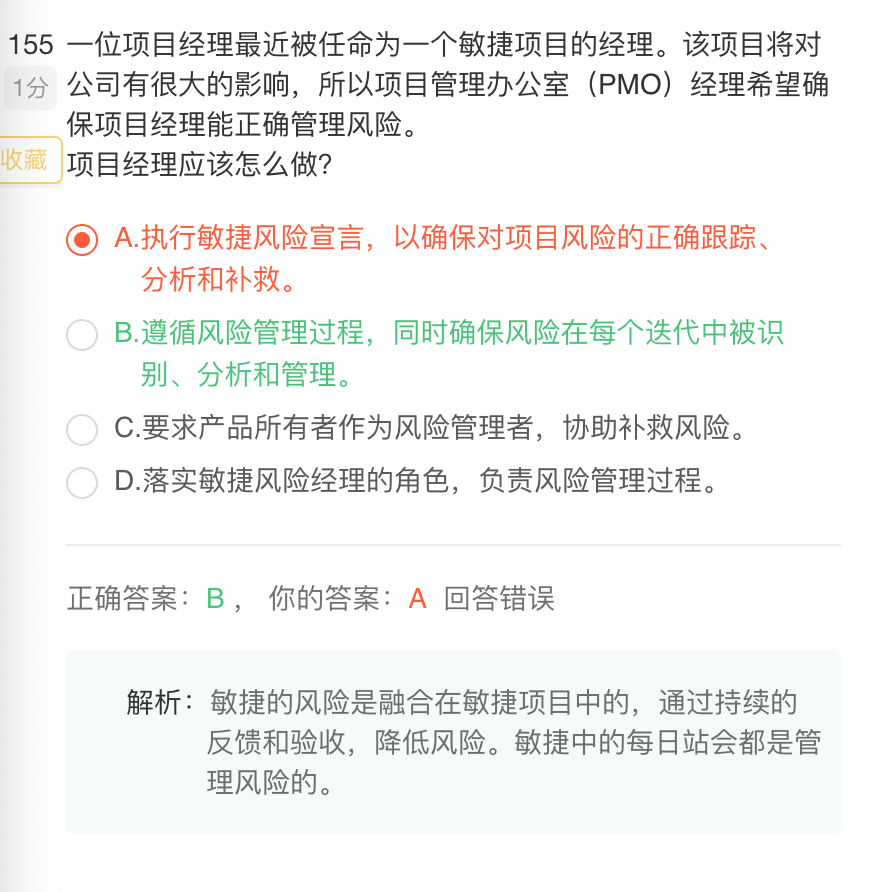 155 一位项目经理最近被任命为一个敏捷项目的经理。该项目将对
1分 公司有很大的影响，所以项目管理办公室（PMO）经理希望确
保项目经理能正确管理风险。
收藏 项目经理应该怎么做?
A.执行敏捷风险宣言，以确保对项目风险的正确跟踪、
分析和补救。
B.遵循风险管理过程，同时确保风险在每个迭代中被识
别、分析和管理。
C.要求产品所有者作为风险管理者，协助补救风险。
D.落实敏捷风险经理的角色，负责风险管理过程。
正确答案：B ， 你的答案：A 回答错误
解析：敏捷的风险是融合在敏捷项目中的，通过持续的
反馈和验收，降低风险。敏捷中的每日站会都是管
理风险的。